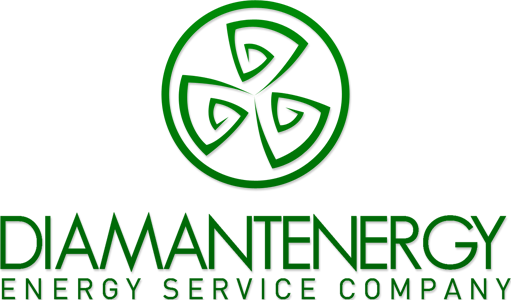 DIAMANTENERGY
ENERGY SERVICE COMPANY